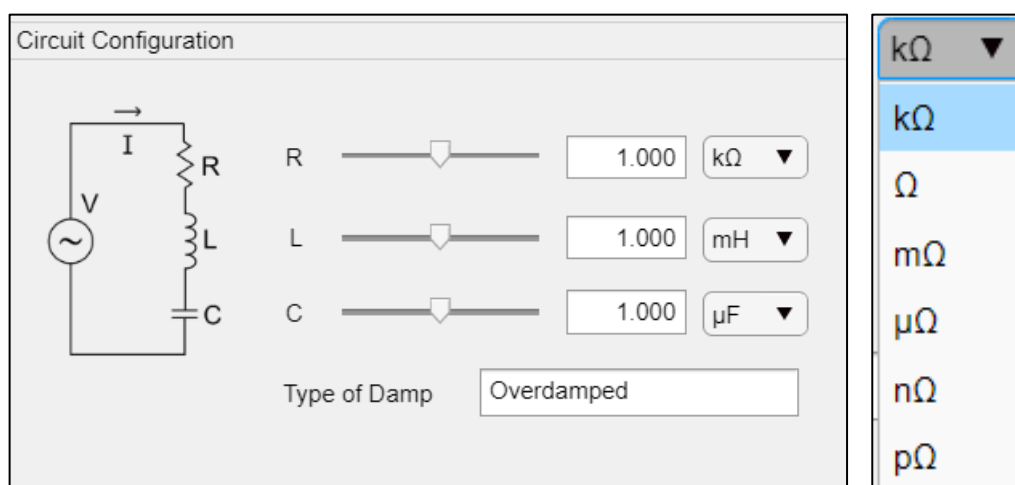 Circuit Configuration
→
I
V
R
L
C
R 1.000 kΩ ▼
L 1.000 mH ▼
C 1.000 µF ▼
Type of Damp Overdamped
kΩ ▼
kΩ
Ω
mΩ
µΩ
nΩ
pΩ